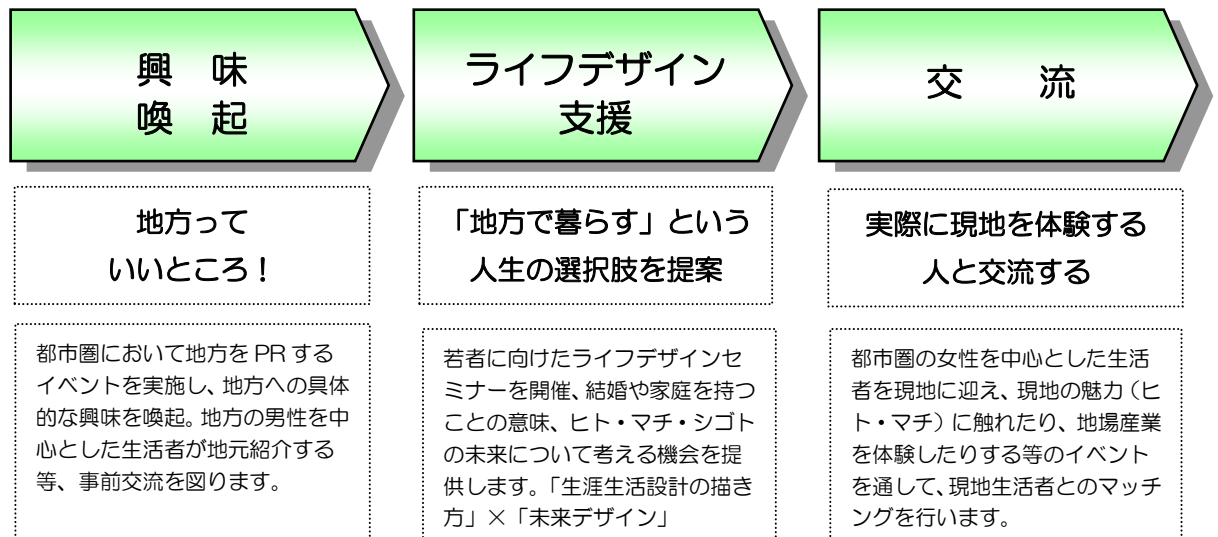 興　味
喚　起
ライフデザイン
支援
交　　流
地方って
いいところ！
「地方で暮らす」という
人生の選択肢を提案
実際に現地を体験する
人と交流する
都市圏において地方を PR する
イベントを実施し、地方への具体
的な興味を喚起。地方の男性を中
心とした生活者が地元紹介する
等、事前交流を図ります。
若者に向けたライフデザインセ
ミナーを開催、結婚や家庭を持つ
ことの意味、ヒト・マチ・シゴト
の未来について考える機会を提
供します。「生涯生活設計の描き
方」×「未来デザイン」
都市圏の女性を中心とした生活
者を現地に迎え、現地の魅力（ヒ
ト・マチ）に触れたり、地場産業
を体験したりする等のイベント
を通して、現地生活者とのマッチ
ングを行います。